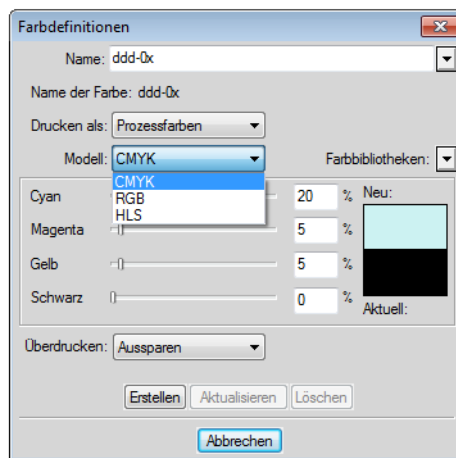 Farbdefinitionen
Name: ddd-0x
Name der Farbe: ddd-0x
Drucken als: Prozessfarben
Modell: CMYK Farbbibliotheken:
CMYK
RGB
HLS
Cyan 20 % Neu:
Magenta 5 %
Gelb 5 %
Schwarz 0 %
Aktuell:
Überdrucken: Aussparen
Erstellen Aktualisieren Löschen
Abbrechen